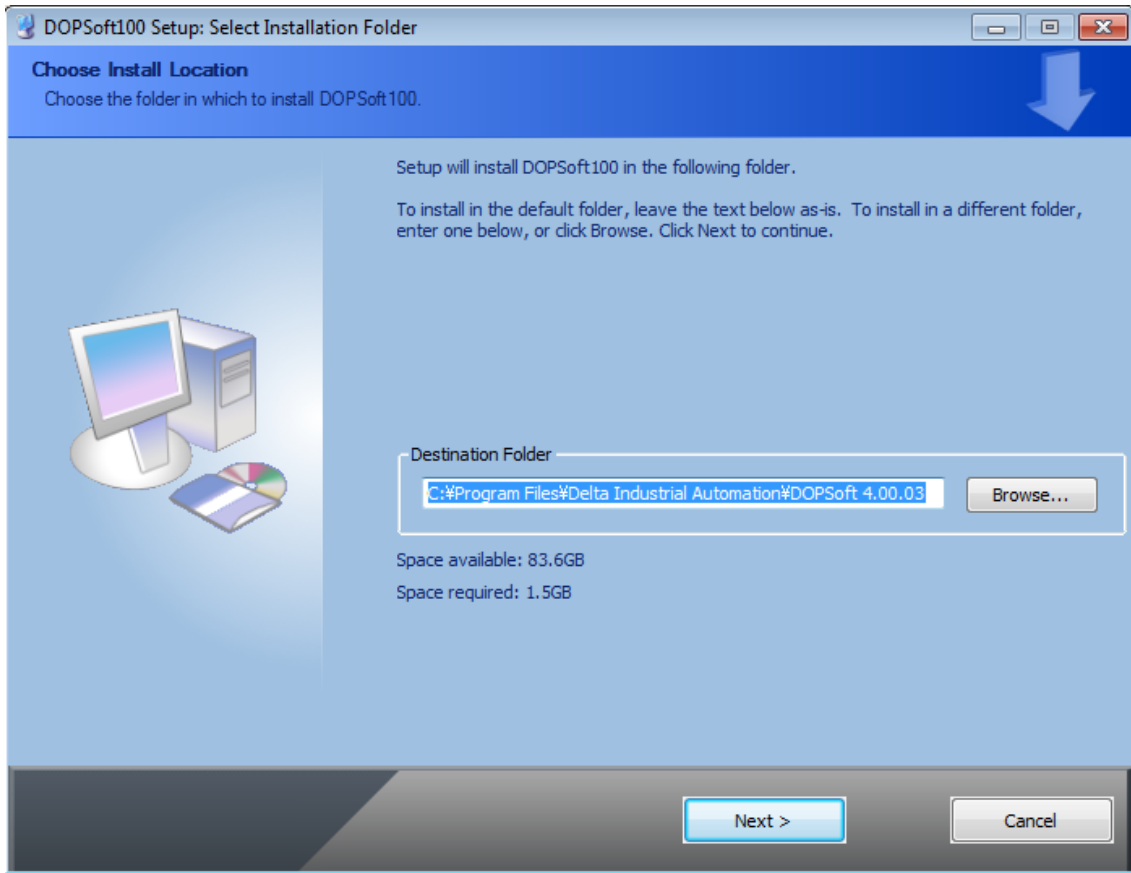 DOPSoft100 Setup: Select Installation Folder
Choose Install Location
Choose the folder in which to install DOPSoft100.
Setup will install DOPSoft100 in the following folder.
To install in the default folder, leave the text below as-is. To install in a different folder,
enter one below, or click Browse. Click Next to continue.
Destination Folder
C:¥Program Files¥Delta Industrial Automation¥DOPSoft 4.00.03
Browse...
Space available: 83.6GB
Space required: 1.5GB
Next >
Cancel